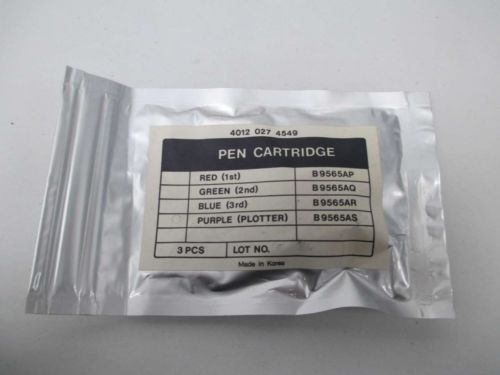 4012 027 4549
PEN CARTRIDGE
RED (1st) B9565AP
GREEN (2nd) B9565AQ
BLUE (3rd) B9565AR
PURPLE (PLOTTER) B9565AS
3 PCS LOT NO.
Made in Korea